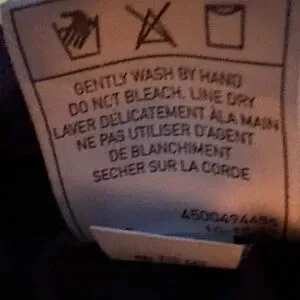 GENTLY WASH BY HAND
DO NOT BLEACH. LINE DRY
LAVER DELICATEMENT ÀLA MAIN
NE PAS UTILISER D'AGENT
DE BLANCHIMENT
SECHER SUR LA CORDE